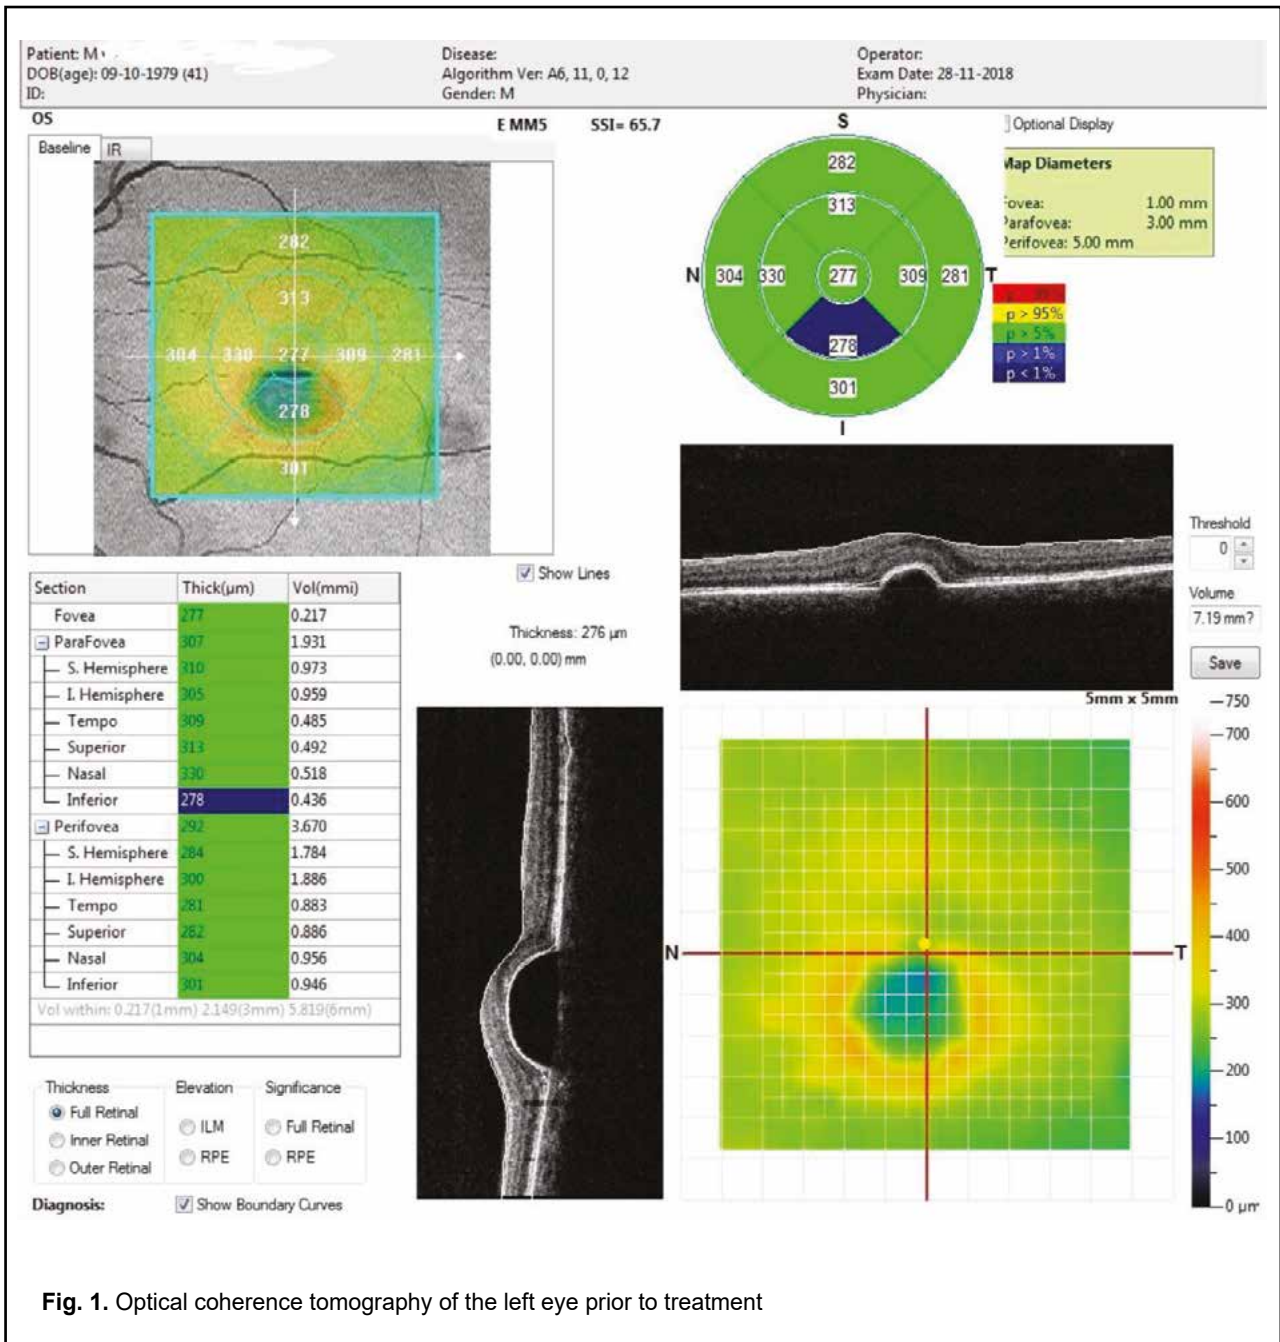 Patient: M
Disease:
Operator:
DOB(age): 09-10-1979 (41)
Algorithm Ver: A6, 11, 0, 12
Exam Date: 28-11-2018
ID:
Gender: M
Physician:
OS
E MM5 SSI= 65.7
Baseline IR
282
313
304 330 277 309 281
278
301
S
282
313
N 304 330 277 309 281 T
278
301
I
Optional Display
Map Diameters
Fovea: 1.00 mm
Parafovea: 3.00 mm
Perifovea: 5.00 mm
p > 95%
p > 5%
p > 1%
p < 1%
Section Thick(µm) Vol(mmi)
Fovea 277 0.217
ParaFovea 307 1.931
S. Hemisphere 310 0.973
I. Hemisphere 305 0.959
Tempo 309 0.485
Superior 313 0.492
Nasal 330 0.518
Inferior 278 0.436
Perifovea 292 3.670
S. Hemisphere 284 1.784
I. Hemisphere 300 1.886
Tempo 281 0.883
Superior 282 0.886
Nasal 304 0.956
Inferior 301 0.946
Vol within: 0.217(1mm) 2.149(3mm) 5.819(6mm)
Show Lines
Thickness: 276 µm
(0.00, 0.00) mm
Threshold
0
Volume
7.19 mm?
Save
5mm x 5mm
N T
750
700
600
500
400
300
200
100
0 µm
Thickness Elevation Significance
Full Retinal ILM Full Retinal
Inner Retinal RPE RPE
Outer Retinal
Diagnosis: Show Boundary Curves
Fig. 1. Optical coherence tomography of the left eye prior to treatment